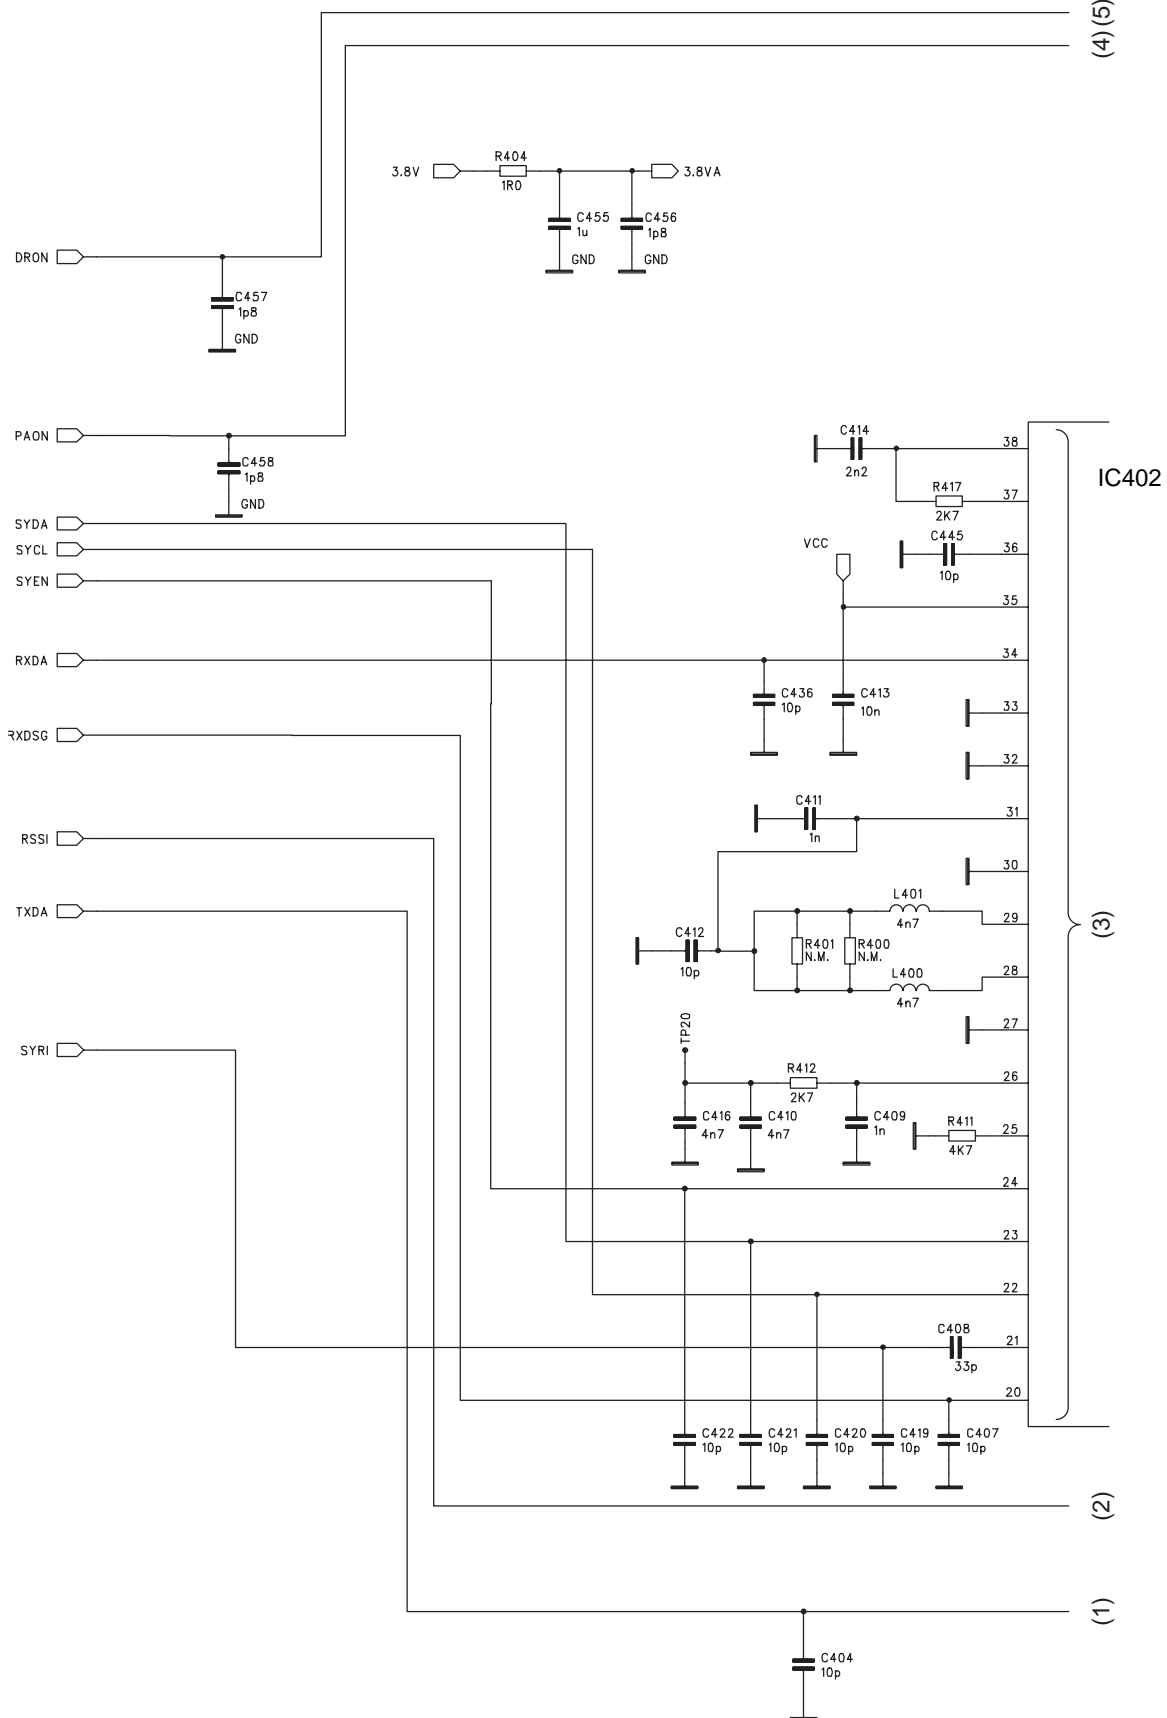 (5)
(4)
R404
3.8V
3.8VA
1R0
C455
1u
C456
1p8
GND
GND
DRON
C457
1p8
GND
PAON
C458
1p8
GND
C414
2n2
38
IC402
R417
2K7
37
SYDA
SYCL
SYEN
VCC
C445
10p
36
35
RXDA
34
C436
10p
C413
10n
33
RXDSG
32
C411
1n
31
RSSI
30
L401
4n7
TXDA
29
(3)
C412
10p
R401
N.M.
R400
N.M.
28
L400
4n7
27
TP20
SYRI
R412
2K7
26
C416
4n7
C410
4n7
C409
1n
R411
4K7
25
24
23
22
C408
33p
21
20
C422
10p
C421
10p
C420
10p
C419
10p
C407
10p
(2)
(1)
C404
10p